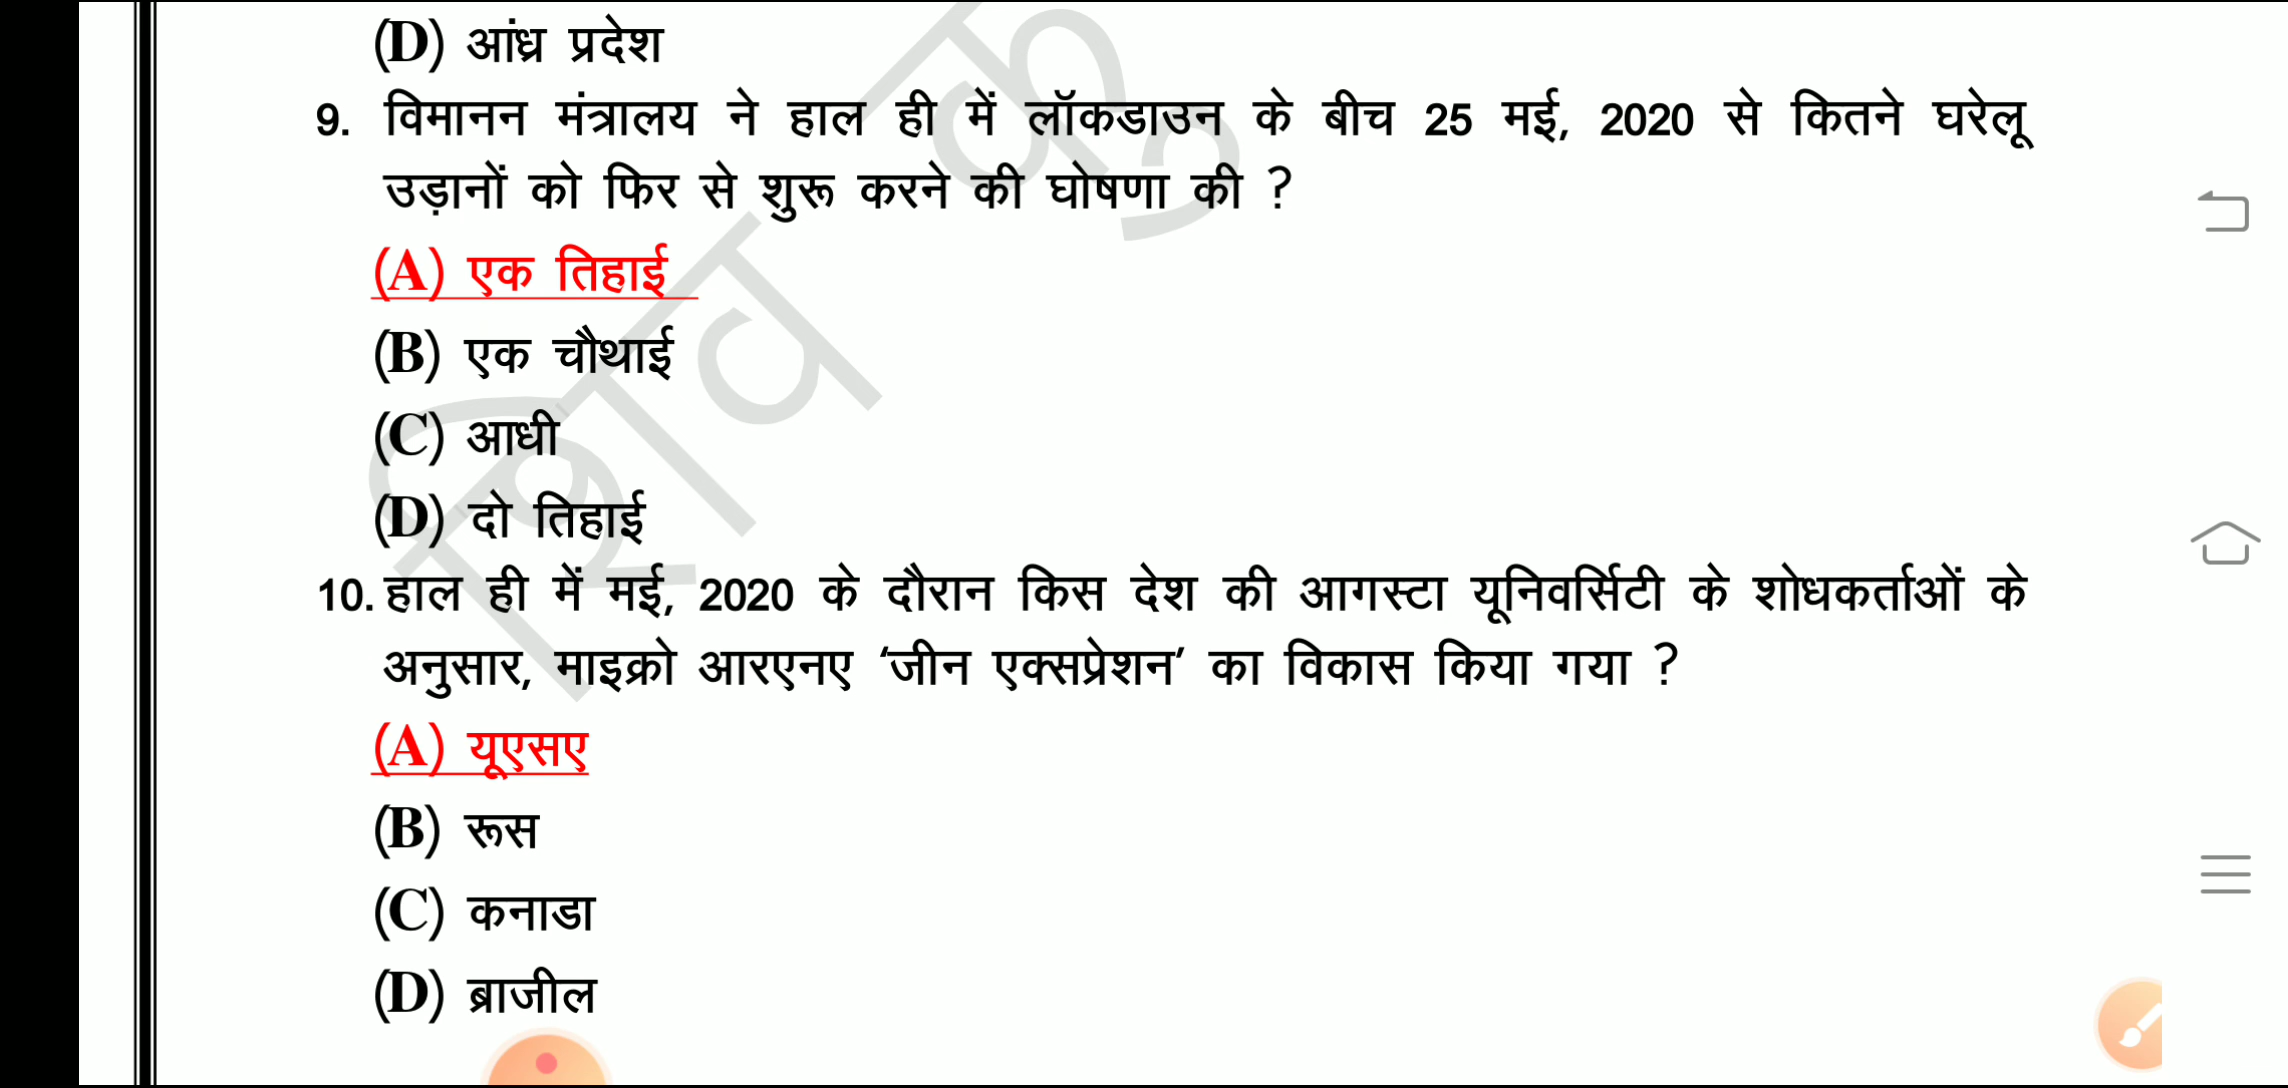 (D) आंध्र प्रदेश
9. विमानन मंत्रालय ने हाल ही में लॉकडाउन के बीच 25 मई, 2020 से कितने घरेलू
उड़ानों को फिर से शुरू करने की घोषणा की ?
(A) एक तिहाई
(B) एक चौथाई
(C) आधी
(D) दो तिहाई
10. हाल ही में मई, 2020 के दौरान किस देश की आगस्टा यूनिवर्सिटी के शोधकर्ताओं के
अनुसार, माइक्रो आरएनए ‘जीन एक्सप्रेशन’ का विकास किया गया ?
(A) यूएसए
(B) रूस
(C) कनाडा
(D) ब्राजील
शिव कु